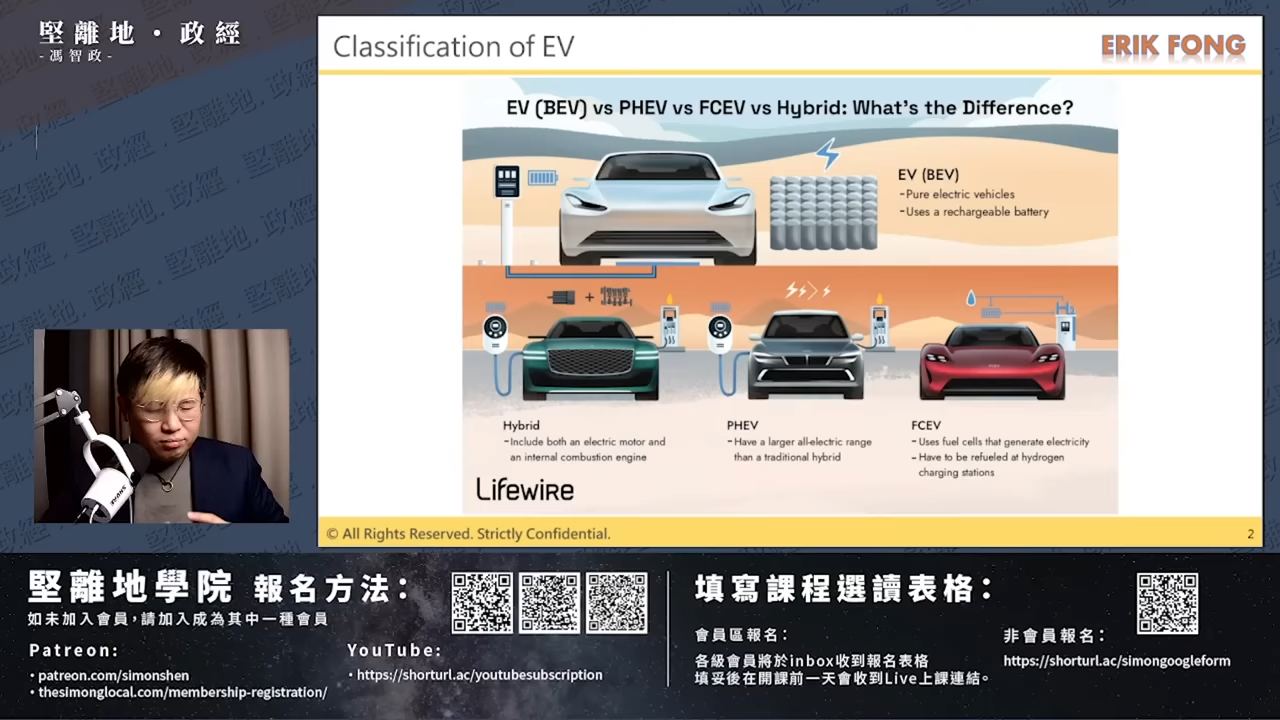 堅離地・政經
-馮智政-
Classification of EV
ERIK FONG
EV (BEV) vs PHEV vs FCEV vs Hybrid: What's the Difference?
EV (BEV)
-Pure electric vehicles
-Uses a rechargeable battery
Hybrid
-Include both an electric motor and
an internal combustion engine
PHEV
-Have a larger all-electric range
than a traditional hybrid
FCEV
- Uses fuel cells that generate electricity
- Have to be refueled at hydrogen
charging stations
Lifewire
© All Rights Reserved. Strictly Confidential.
2
堅離地學院 報名方法：
如未加入會員，請加入成為其中一種會員
Patreon:
• patreon.com/simonshen
• thesimonglocal.com/membership-registration/
YouTube:
• https://shorturl.ac/youtubesubscription
填寫課程選讀表格：
會員區報名：
各級會員將於inbox收到報名表格
填妥後在開課前一天會收到Live上課連結。
非會員報名：
https://shorturl.ac/simongoogleform